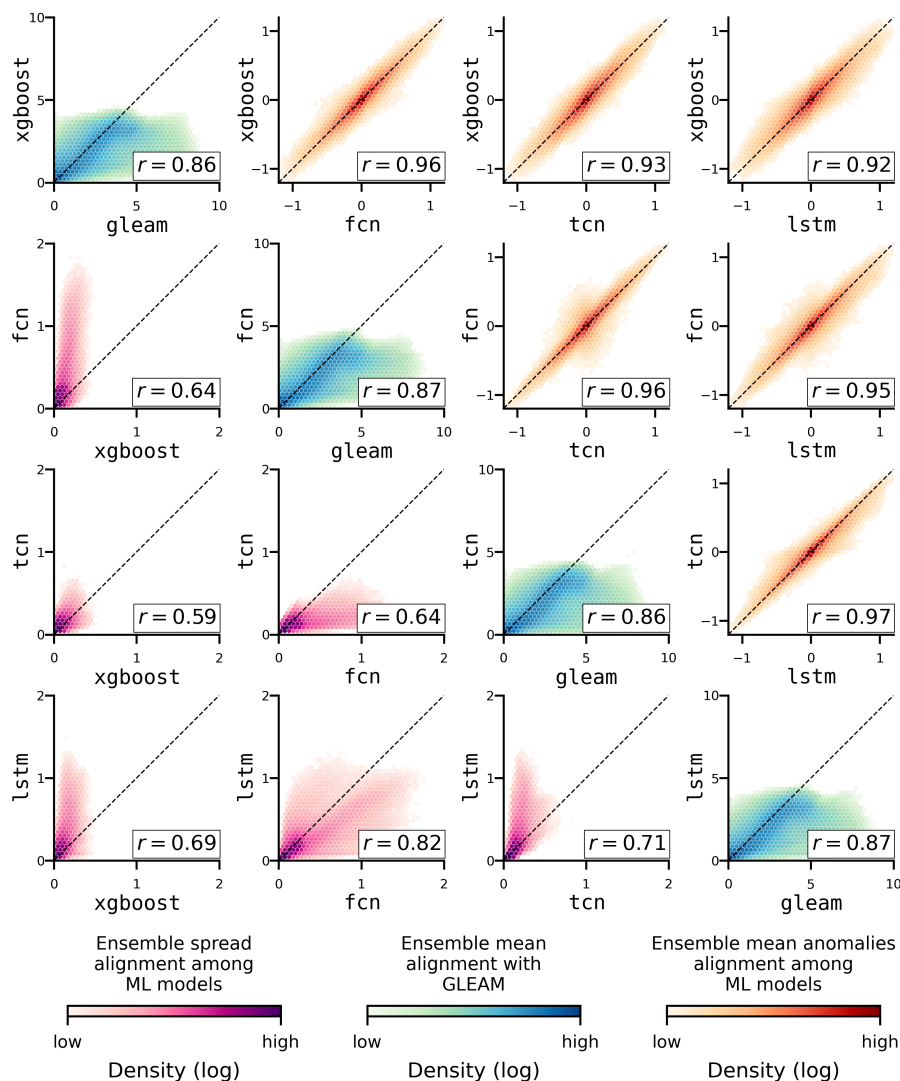 10
5
0
xgboost
r = 0.86
0 5 10
gleam
1
0
−1
xgboost
r = 0.96
−1 0 1
fcn
1
0
−1
xgboost
r = 0.93
−1 0 1
tcn
1
0
−1
xgboost
r = 0.92
−1 0 1
lstm
2
1
0
fcn
r = 0.64
0 1 2
xgboost
10
5
0
fcn
r = 0.87
0 5 10
gleam
1
0
−1
fcn
r = 0.96
−1 0 1
tcn
1
0
−1
fcn
r = 0.95
−1 0 1
lstm
2
1
0
tcn
r = 0.59
0 1 2
xgboost
2
1
0
tcn
r = 0.64
0 1 2
fcn
10
5
0
tcn
r = 0.86
0 5 10
gleam
1
0
−1
tcn
r = 0.97
−1 0 1
lstm
2
1
0
lstm
r = 0.69
0 1 2
xgboost
2
1
0
lstm
r = 0.82
0 1 2
fcn
2
1
0
lstm
r = 0.71
0 1 2
tcn
10
5
0
lstm
r = 0.87
0 5 10
gleam
Ensemble spread
alignment among
ML models
low high
Density (log)
Ensemble mean
alignment with
GLEAM
low high
Density (log)
Ensemble mean anomalies
alignment among
ML models
low high
Density (log)